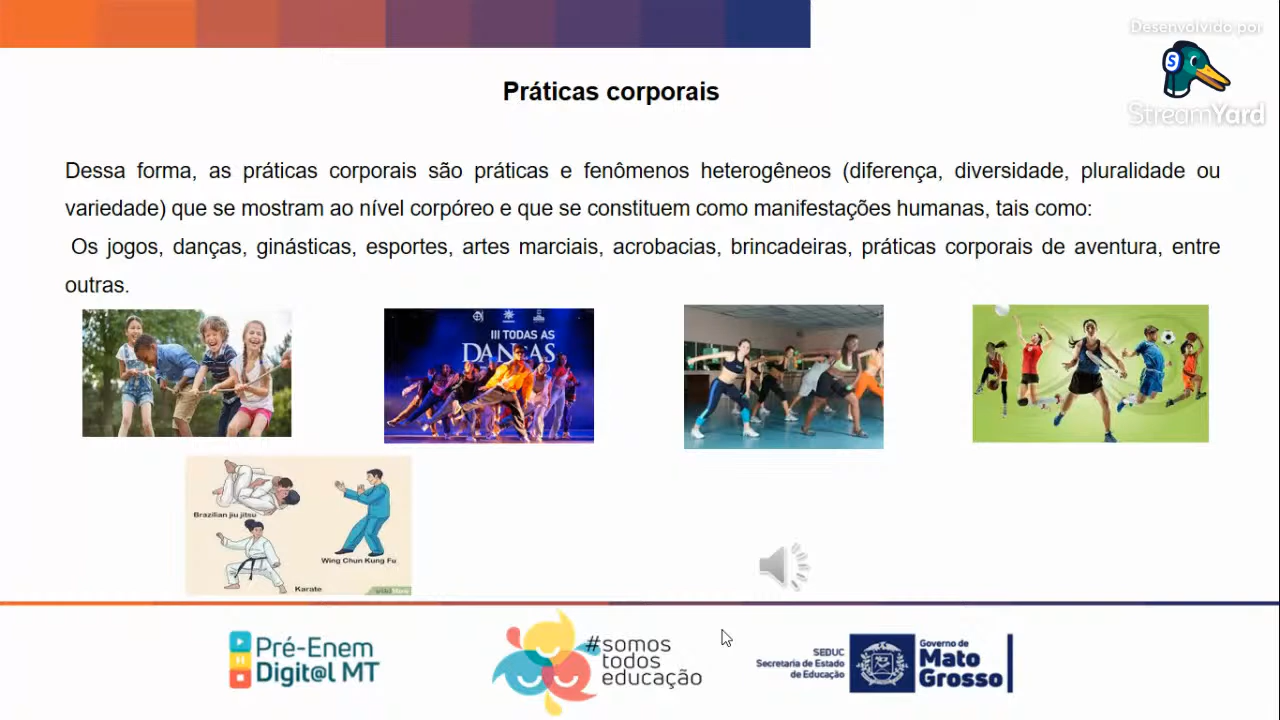 Desenvolvido por
StreamYard
Práticas corporais
Dessa forma, as práticas corporais são práticas e fenômenos heterogêneos (diferença, diversidade, pluralidade ou
variedade) que se mostram ao nível corpóreo e que se constituem como manifestações humanas, tais como:
Os jogos, danças, ginásticas, esportes, artes marciais, acrobacias, brincadeiras, práticas corporais de aventura, entre
outras.
III TODAS AS
DANÇAS
Brazilian jiu jitsu
Wing Chun Kung Fu
Karate
Pré-Enem
Digit@l MT
#somos
todos
educação
SEDUC
Secretaria de Estado
de Educação
Governo de
Mato
Grosso